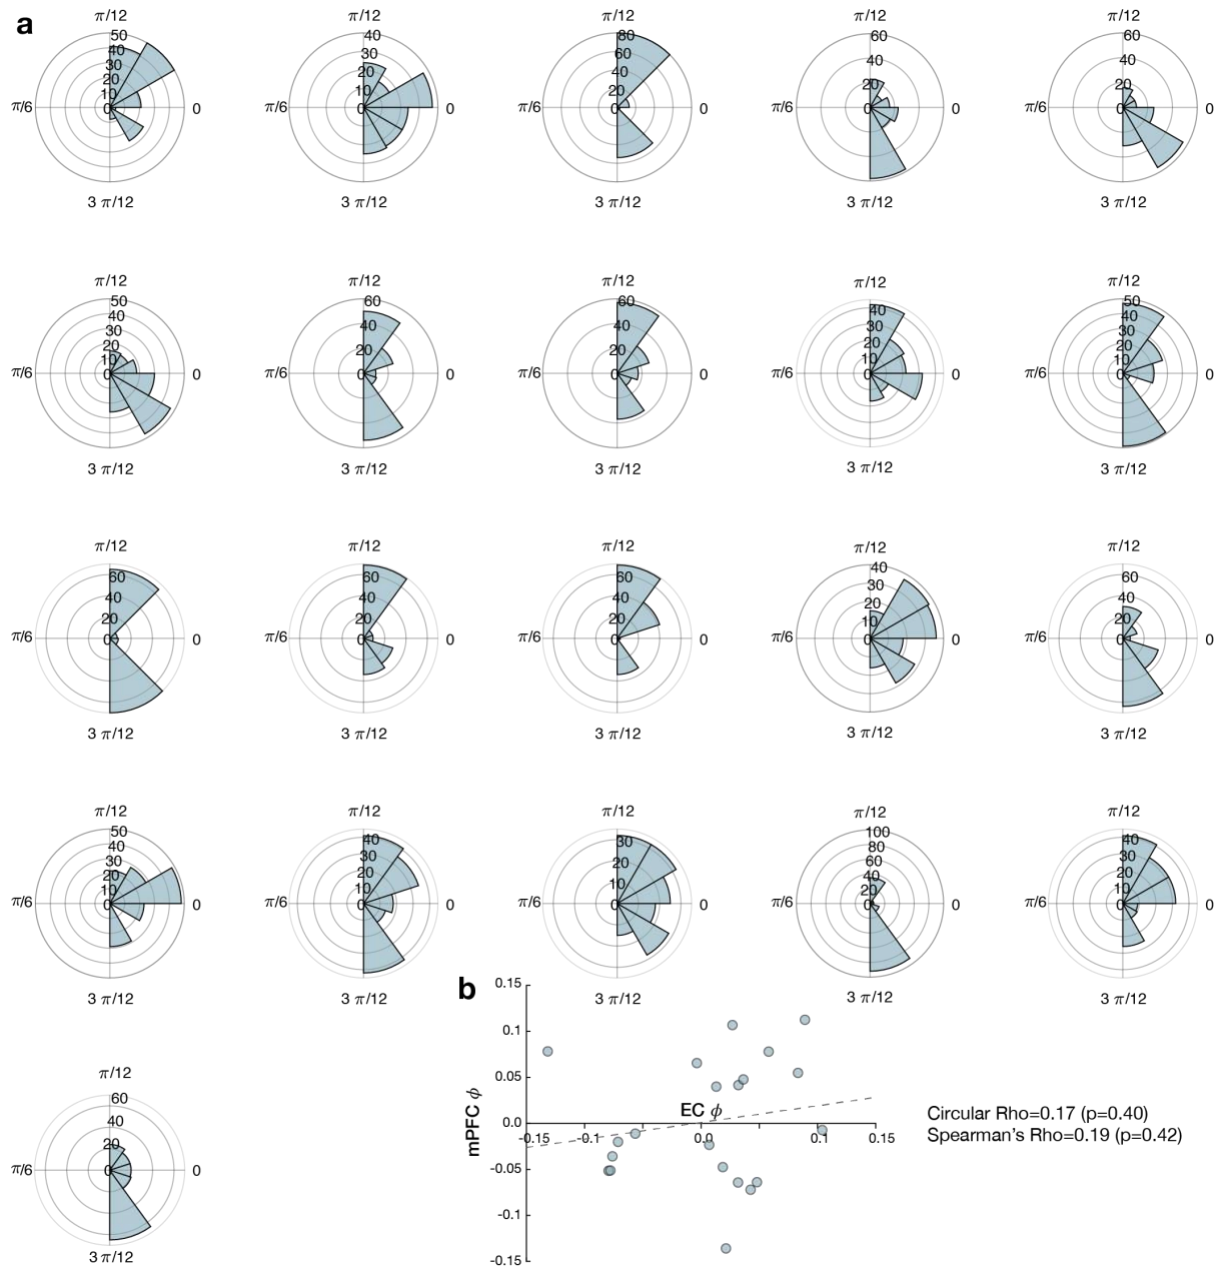 a
π/12 π/12 π/12 π/12 π/12
50 40 80 60 60
40 30 60 40 40
30 20 40 20 20
20 10 20
10
0 0 0
π/6 0 π/6 0 π/6 0 π/6 0 π/6 0
3 π/12 3 π/12 3 π/12 3 π/12 3 π/12
π/12 π/12 π/12 π/12 π/12
50 60 60 40 50
40 40 40 30 40
30 20 20 20 30
20 10 20
10 10
0 0 0 0 0
π/6 0 π/6 0 π/6 0 π/6 0 π/6 0
3 π/12 3 π/12 3 π/12 3 π/12 3 π/12
π/12 π/12 π/12 π/12 π/12
60 60 60 40 60
40 40 40 30 40
20 20 20 20 20
10
0 0 0 0 0
π/6 0 π/6 0 π/6 0 π/6 0 π/6 0
3 π/12 3 π/12 3 π/12 3 π/12 3 π/12
π/12 π/12 π/12 π/12 π/12
50 40 30 100 40
40 30 20 80 30
30 20 10 60 20
20 10 40 10
10 20
0 0 0 0 0
π/6 0 π/6 0 π/6 0 π/6 0 π/6 0
3 π/12 3 π/12 3 π/12 3 π/12 3 π/12
π/12
60
40
20
0
π/6 0
3 π/12
b
0.15
0.1
0.05
0.0
-0.05
-0.1
-0.15
mPFC ϕ
EC ϕ
-0.15 -0.1 0.0 0.1 0.15
Circular Rho=0.17 (p=0.40)
Spearman's Rho=0.19 (p=0.42)